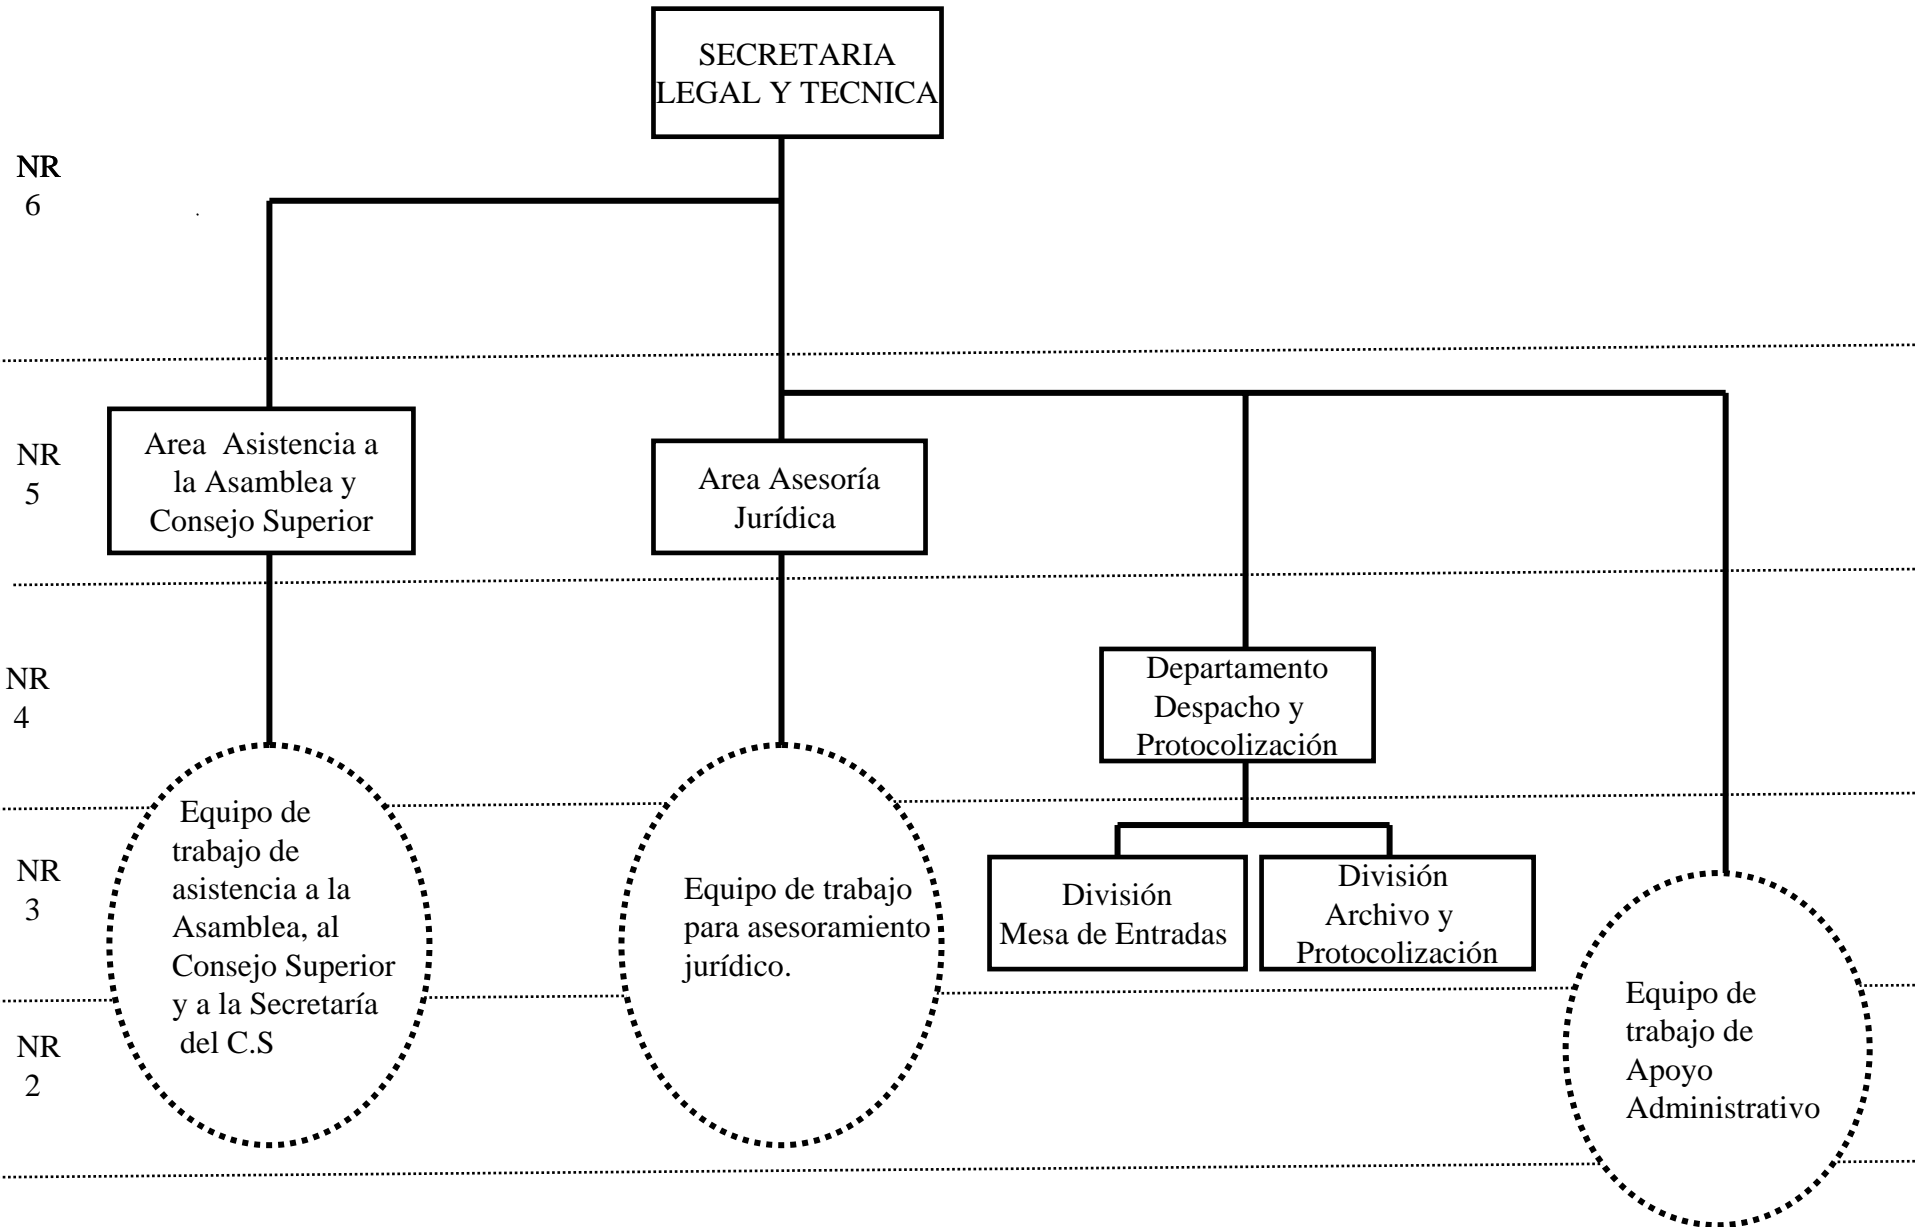 SECRETARIA
LEGAL Y TECNICA
NR
6
NR
5
Area  Asistencia a
la Asamblea y
Consejo Superior
Area Asesoría
Jurídica
NR
4
Departamento
Despacho y
Protocolización
NR
3
Equipo de
trabajo de
asistencia a la
Asamblea, al
Consejo Superior
y a la Secretaría
del C.S
Equipo de trabajo
para asesoramiento
jurídico.
División
Mesa de Entradas
División
Archivo y
Protocolización
NR
2
Equipo de
trabajo de
Apoyo
Administrativo